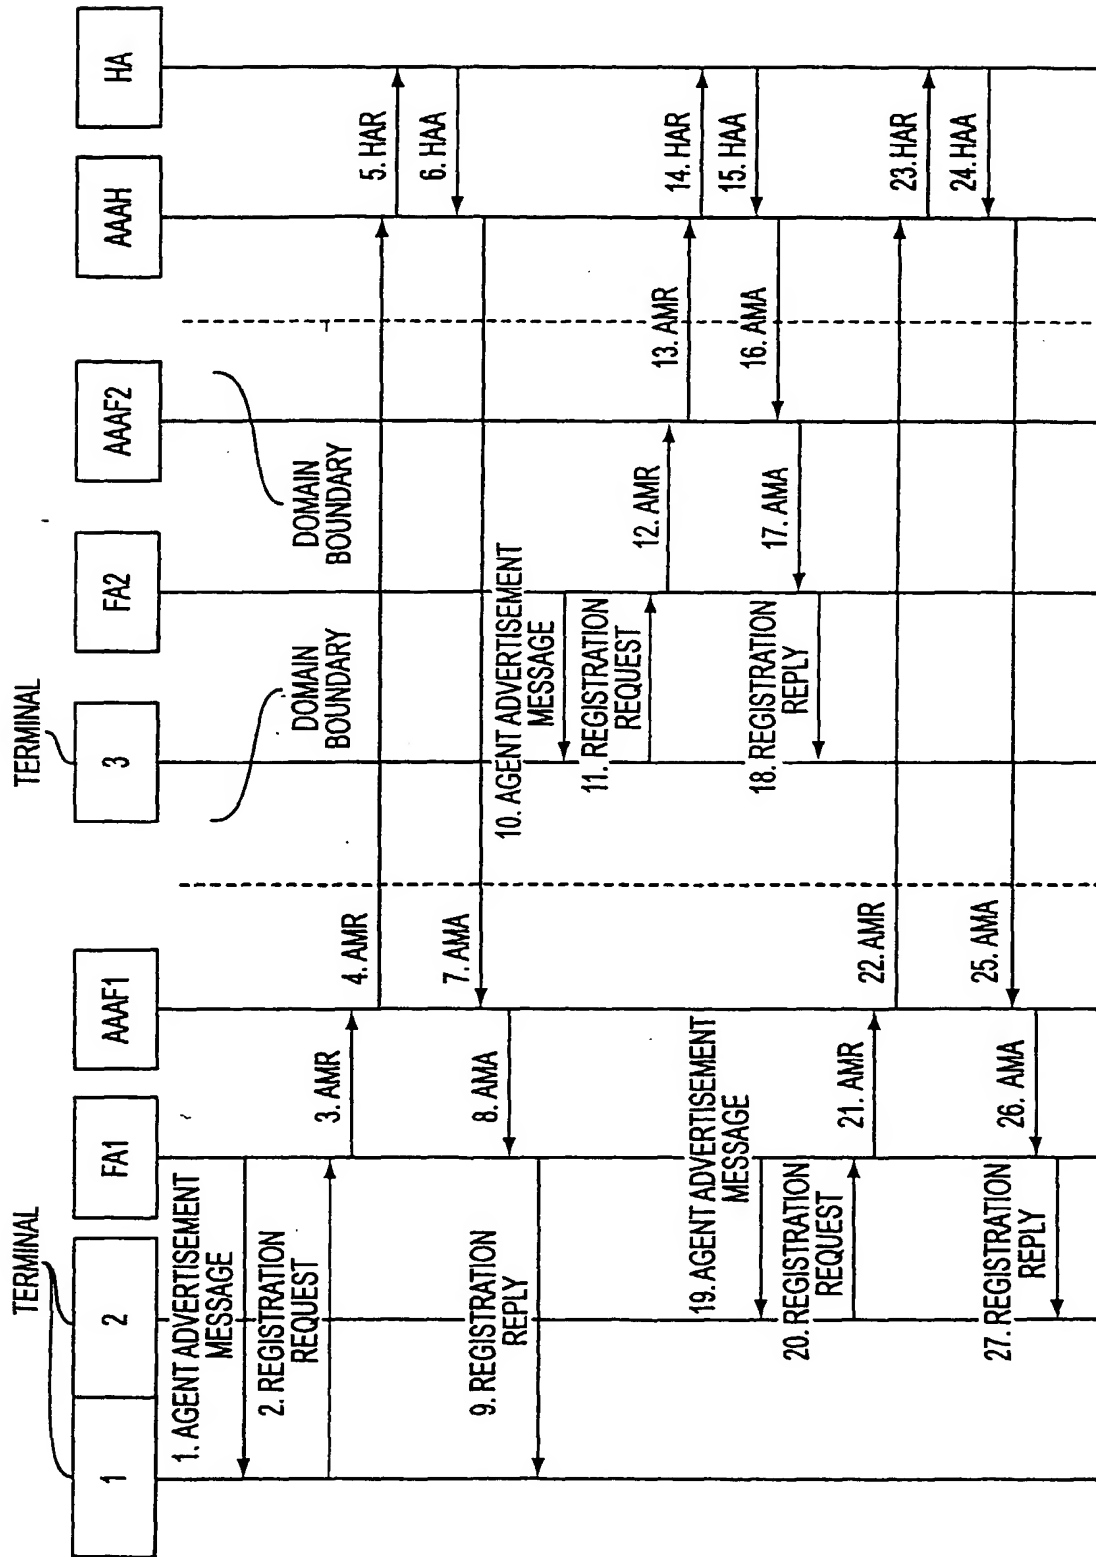 TERMINAL
TERMINAL
1
2
FA1
AAAF1
3
FA2
AAAF2
AAAH
HA
DOMAIN
BOUNDARY
DOMAIN
BOUNDARY
1. AGENT ADVERTISEMENT
MESSAGE
2. REGISTRATION
REQUEST
3. AMR
4. AMR
5. HAR
6. HAA
7. AMA
8. AMA
9. REGISTRATION
REPLY
10. AGENT ADVERTISEMENT
MESSAGE
11. REGISTRATION
REQUEST
12. AMR
13. AMR
14. HAR
15. HAA
16. AMA
17. AMA
18. REGISTRATION
REPLY
19. AGENT ADVERTISEMENT
MESSAGE
20. REGISTRATION
REQUEST
21. AMR
22. AMR
23. HAR
24. HAA
25. AMA
26. AMA
27. REGISTRATION
REPLY